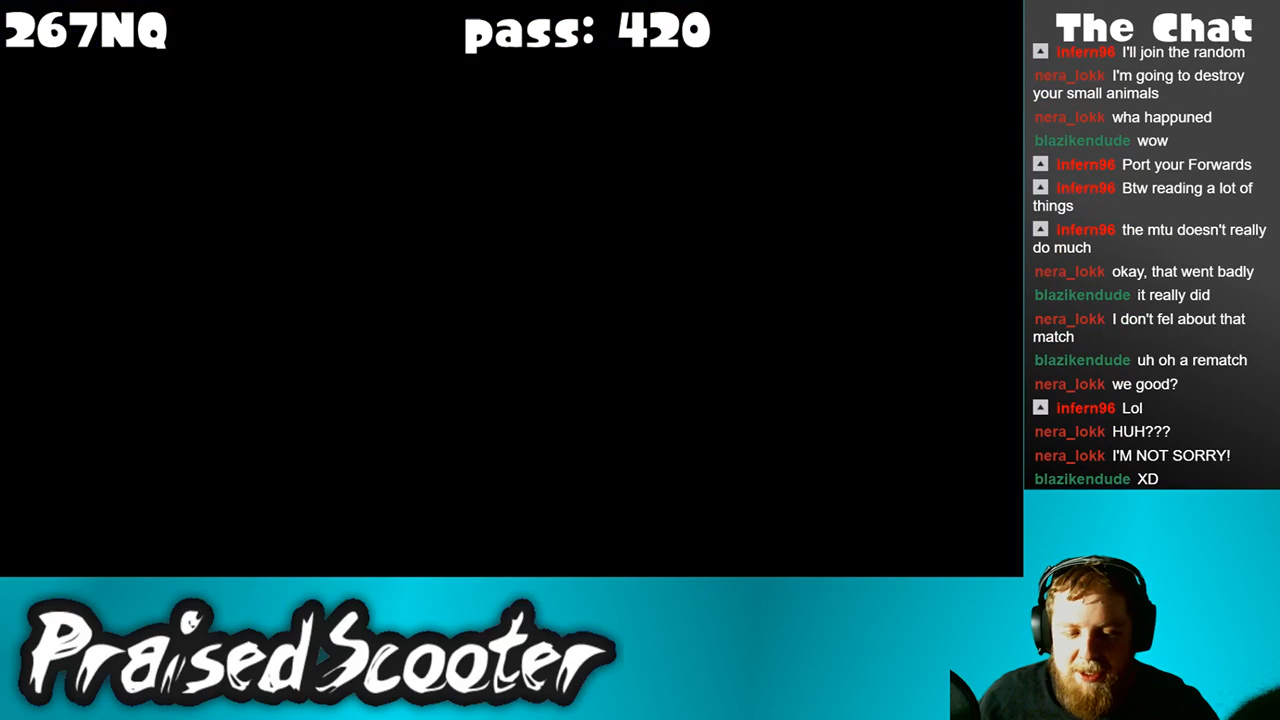 267NQ
pass: 420
The Chat
infern96 I'll join the random
nera_lokk I'm going to destroy
your small animals
nera_lokk wha happuned
blazikendude wow
infern96 Port your Forwards
infern96 Btw reading a lot of
things
infern96 the mtu doesn't really
do much
nera_lokk okay, that went badly
blazikendude it really did
nera_lokk I don't fel about that
match
blazikendude uh oh a rematch
nera_lokk we good?
infern96 Lol
nera_lokk HUH???
nera_lokk I'M NOT SORRY!
blazikendude XD
PraisedScooter